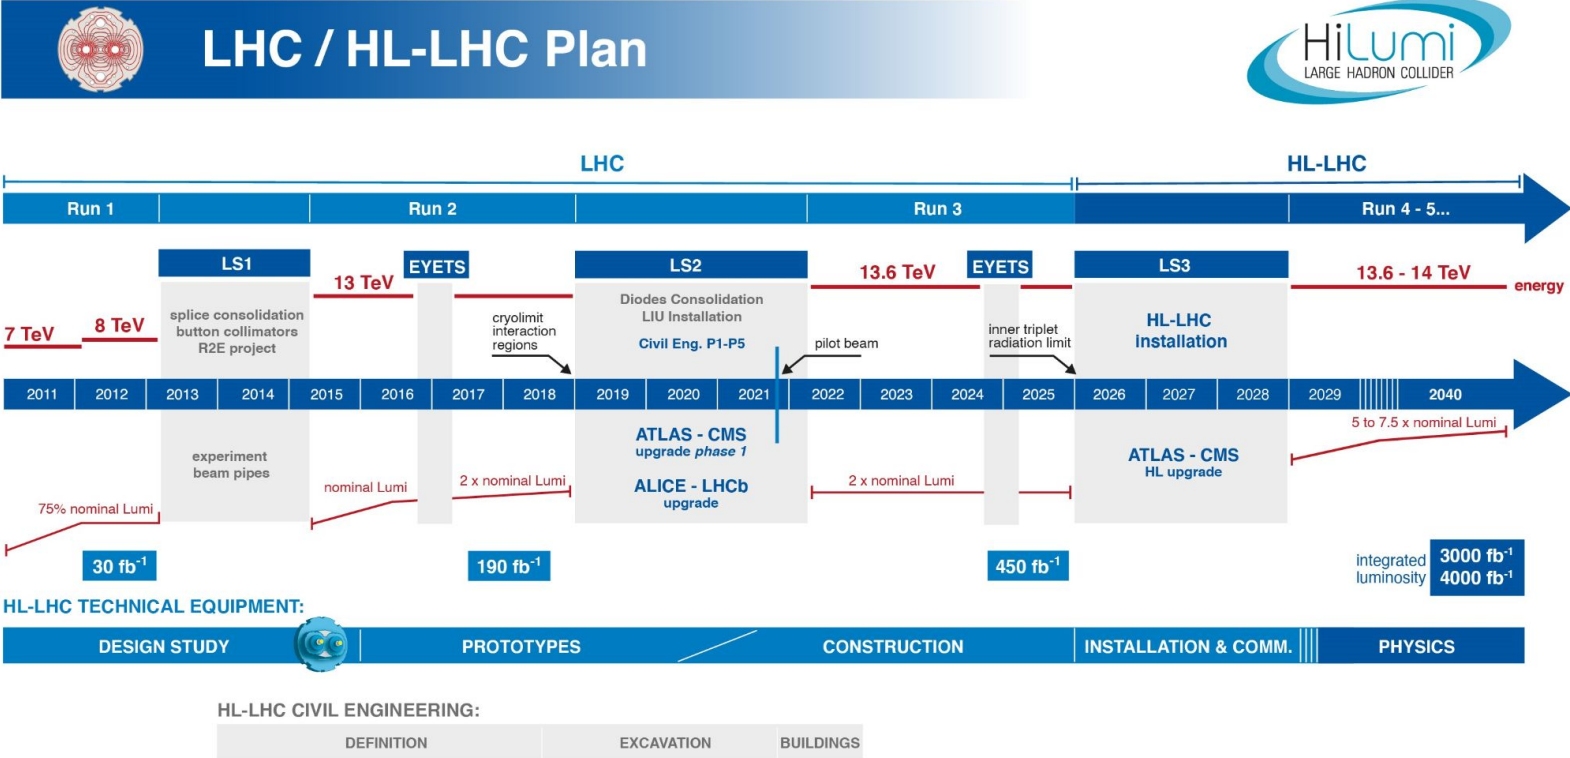 LHC / HL-LHC Plan
HiLumi
LARGE HADRON COLLIDER
LHC
HL-LHC
Run 1
Run 2
Run 3
Run 4 - 5...
LS1
EYETS
LS2
EYETS
LS3
13 TeV
13.6 TeV
13.6 - 14 TeV
energy
7 TeV
8 TeV
splice consolidation
button collimators
R2E project
cryolimit
interaction
regions
Diodes Consolidation
LIU Installation
Civil Eng. P1-P5
pilot beam
inner triplet
radiation limit
HL-LHC
installation
2011 2012 2013 2014 2015 2016 2017 2018 2019 2020 2021 2022 2023 2024 2025 2026 2027 2028 2029 2040
5 to 7.5 x nominal Lumi
experiment
beam pipes
ATLAS - CMS
upgrade phase 1
ALICE - LHCb
upgrade
ATLAS - CMS
HL upgrade
75% nominal Lumi
nominal Lumi
2 x nominal Lumi
2 x nominal Lumi
30 fb-1
190 fb-1
450 fb-1
integrated
luminosity
3000 fb-1
4000 fb-1
HL-LHC TECHNICAL EQUIPMENT:
DESIGN STUDY
PROTOTYPES
CONSTRUCTION
INSTALLATION & COMM.
PHYSICS
HL-LHC CIVIL ENGINEERING:
DEFINITION
EXCAVATION
BUILDINGS